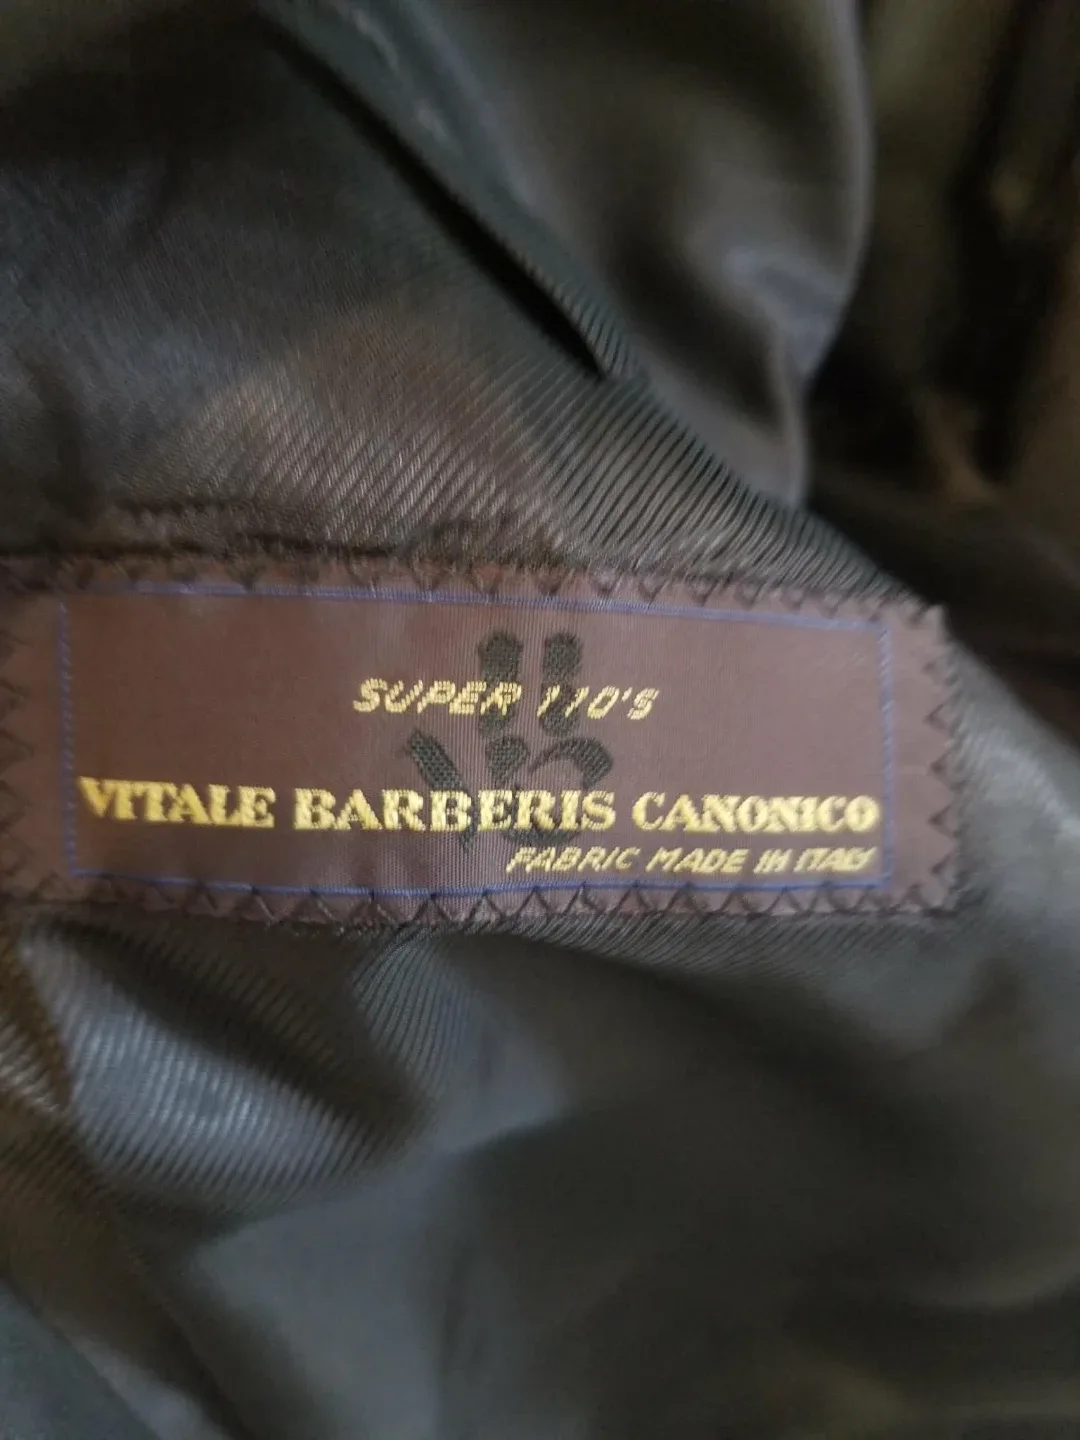 SUPER 110'S
VITALE BARBERIS CANONICO
FABRIC MADE IN ITALY